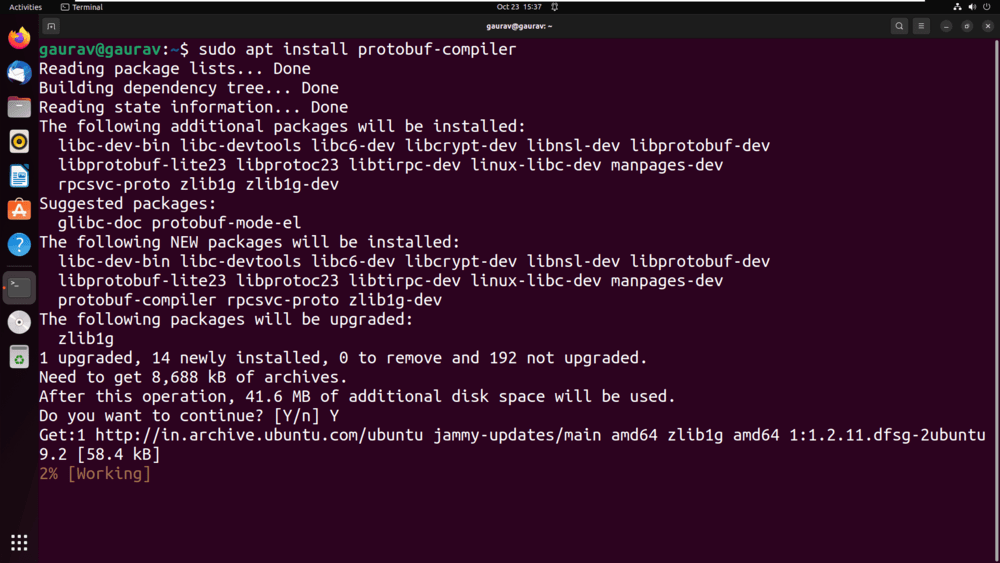 Activities
Terminal
Oct 23 15:37
gaurav@gaurav: ~
gaurav@gaurav:~$ sudo apt install protobuf-compiler
Reading package lists... Done
Building dependency tree... Done
Reading state information... Done
The following additional packages will be installed:
  libc-dev-bin libc-devtools libc6-dev libcrypt-dev libnsl-dev libprotobuf-dev
  libprotobuf-lite23 libprotoc23 libtirpc-dev linux-libc-dev manpages-dev
  rpcsvc-proto zlib1g zlib1g-dev
Suggested packages:
  glibc-doc protobuf-mode-el
The following NEW packages will be installed:
  libc-dev-bin libc-devtools libc6-dev libcrypt-dev libnsl-dev libprotobuf-dev
  libprotobuf-lite23 libprotoc23 libtirpc-dev linux-libc-dev manpages-dev
  protobuf-compiler rpcsvc-proto zlib1g-dev
The following packages will be upgraded:
  zlib1g
1 upgraded, 14 newly installed, 0 to remove and 192 not upgraded.
Need to get 8,688 kB of archives.
After this operation, 41.6 MB of additional disk space will be used.
Do you want to continue? [Y/n] Y
Get:1 http://in.archive.ubuntu.com/ubuntu jammy-updates/main amd64 zlib1g amd64 1:1.2.11.dfsg-2ubuntu
9.2 [58.4 kB]
2% [Working]